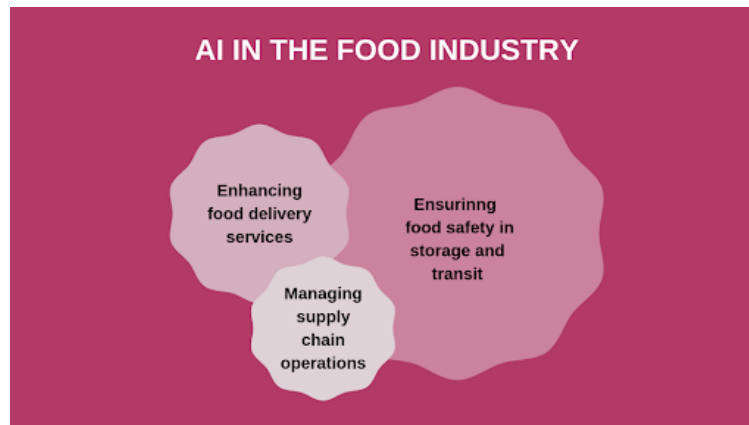 AI IN THE FOOD INDUSTRY
Enhancing
food delivery
services
Ensurinng
food safety in
storage and
transit
Managing
supply
chain
operations